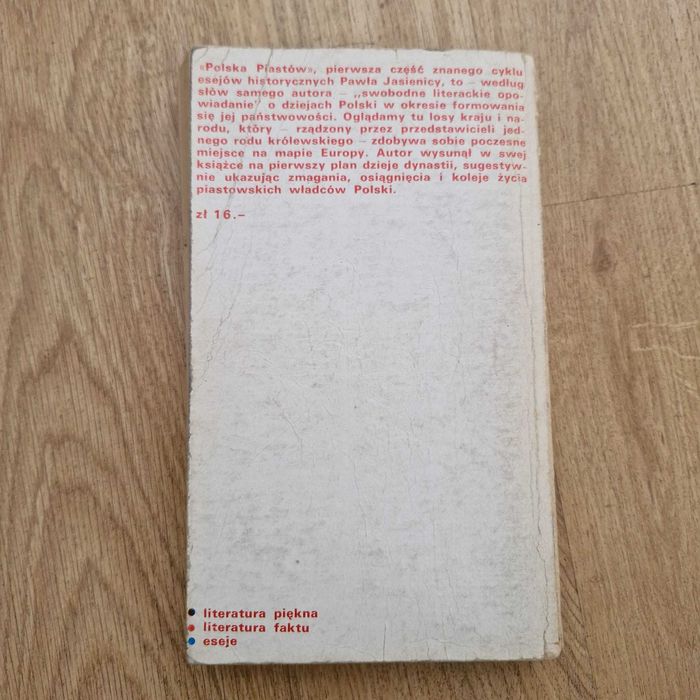 «Polska Piastów», pierwsza część znanego cyklu
esejów historycznych Pawła Jasienicy, to – według
słów samego autora – „swobodne literackie opo-
wiadanie" o dziejach Polski w okresie formowania
się jej państwowości. Oglądamy tu losy kraju i na-
rodu, który – rządzony przez przedstawicieli jed-
nego rodu królewskiego – zdobywa sobie poczesne
miejsce na mapie Europy. Autor wysunął w swej
książce na pierwszy plan dzieje dynastii, sugestyw-
nie ukazując zmagania, osiągnięcia i koleje życia
piastowskich władców Polski.
zł 16.–
literatura piękna
literatura faktu
eseje